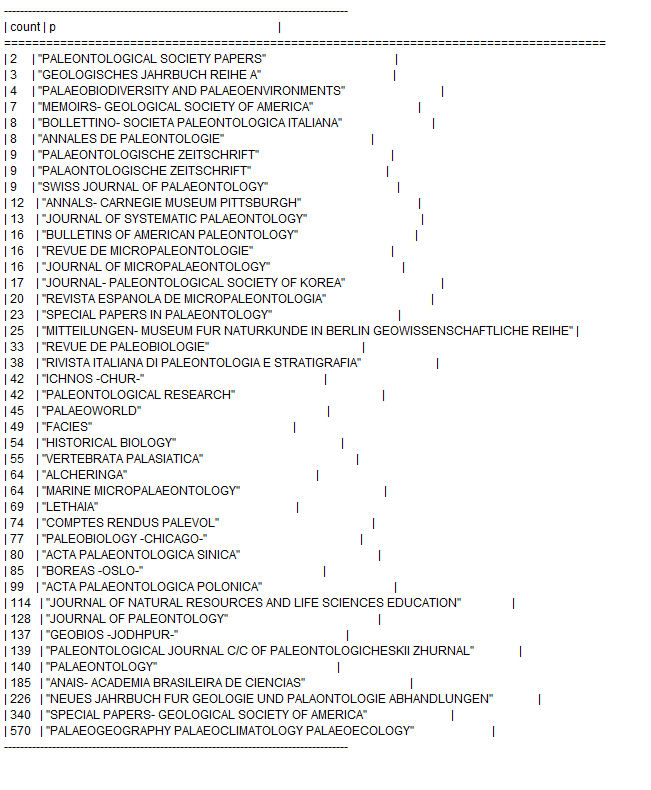 -----------------------------------------------------------------------------------
| count | p |
===========================================================================
| 2 | "PALEONTOLOGICAL SOCIETY PAPERS" |
| 3 | "GEOLOGISCHES JAHRBUCH REIHE A" |
| 4 | "PALAEOBIODIVERSITY AND PALAEOENVIRONMENTS" |
| 7 | "MEMOIRS- GEOLOGICAL SOCIETY OF AMERICA" |
| 8 | "BOLLETTINO- SOCIETA PALEONTOLOGICA ITALIANA" |
| 8 | "ANNALES DE PALEONTOLOGIE" |
| 9 | "PALAEONTOLOGISCHE ZEITSCHRIFT" |
| 9 | "PALAONTOLOGISCHE ZEITSCHRIFT" |
| 9 | "SWISS JOURNAL OF PALAEONTOLOGY" |
| 12 | "ANNALS- CARNEGIE MUSEUM PITTSBURGH" |
| 13 | "JOURNAL OF SYSTEMATIC PALAEONTOLOGY" |
| 16 | "BULLETINS OF AMERICAN PALEONTOLOGY" |
| 16 | "REVUE DE MICROPALEONTOLOGIE" |
| 16 | "JOURNAL OF MICROPALAEONTOLOGY" |
| 17 | "JOURNAL- PALEONTOLOGICAL SOCIETY OF KOREA" |
| 20 | "REVISTA ESPANOLA DE MICROPALEONTOLOGIA" |
| 23 | "SPECIAL PAPERS IN PALAEONTOLOGY" |
| 25 | "MITTEILUNGEN- MUSEUM FUR NATURKUNDE IN BERLIN GEOWISSENSCHAFTLICHE REIHE" |
| 33 | "REVUE DE PALEOBIOLOGIE" |
| 38 | "RIVISTA ITALIANA DI PALEONTOLOGIA E STRATIGRAFIA" |
| 42 | "ICHNOS -CHUR-" |
| 42 | "PALEONTOLOGICAL RESEARCH" |
| 45 | "PALAEOWORLD" |
| 49 | "FACIES" |
| 54 | "HISTORICAL BIOLOGY" |
| 55 | "VERTEBRATA PALASIATICA" |
| 64 | "ALCHERINGA" |
| 64 | "MARINE MICROPALAEONTOLOGY" |
| 69 | "LETHAIA" |
| 74 | "COMPTES RENDUS PALEVOL" |
| 77 | "PALEOBIOLOGY -CHICAGO-" |
| 80 | "ACTA PALAEONTOLOGICA SINICA" |
| 85 | "BOREAS -OSLO-" |
| 99 | "ACTA PALAEONTOLOGICA POLONICA" |
| 114 | "JOURNAL OF NATURAL RESOURCES AND LIFE SCIENCES EDUCATION" |
| 128 | "JOURNAL OF PALEONTOLOGY" |
| 137 | "GEOBIOS -JODHPUR-" |
| 139 | "PALEONTOLOGICAL JOURNAL C/C OF PALEONTOLOGICHESKII ZHURNAL" |
| 140 | "PALAEONTOLOGY" |
| 185 | "ANAIS- ACADEMIA BRASILEIRA DE CIENCIAS" |
| 226 | "NEUES JAHRBUCH FUR GEOLOGIE UND PALAONTOLOGIE ABHANDLUNGEN" |
| 340 | "SPECIAL PAPERS- GEOLOGICAL SOCIETY OF AMERICA" |
| 570 | "PALAEOGEOGRAPHY PALAEOCLIMATOLOGY PALAEOECOLOGY" |
-----------------------------------------------------------------------------------